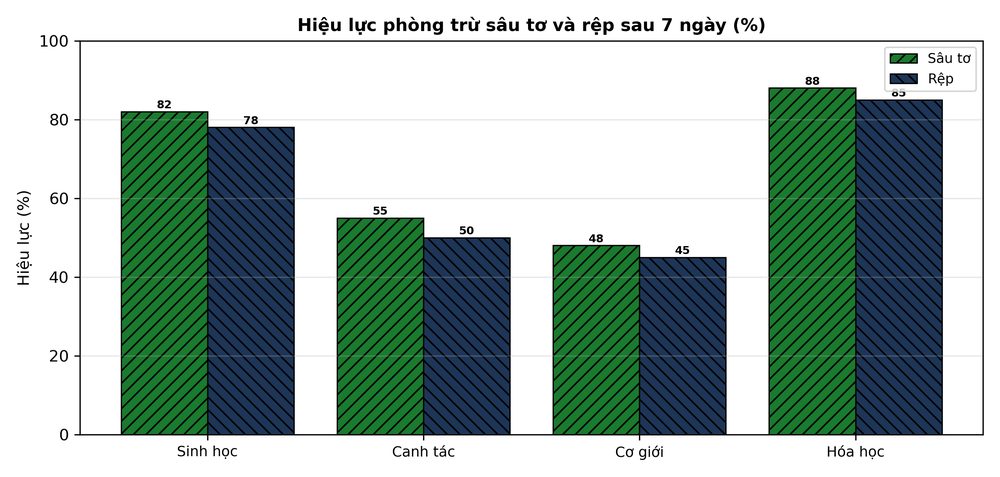 Hiệu lực phòng trừ sâu tơ và rệp sau 7 ngày (%)
Hiệu lực (%)
100
80
60
40
20
0
Sâu tơ
Rệp
82
78
55
50
48
45
88
85
Sinh học
Canh tác
Cơ giới
Hóa học